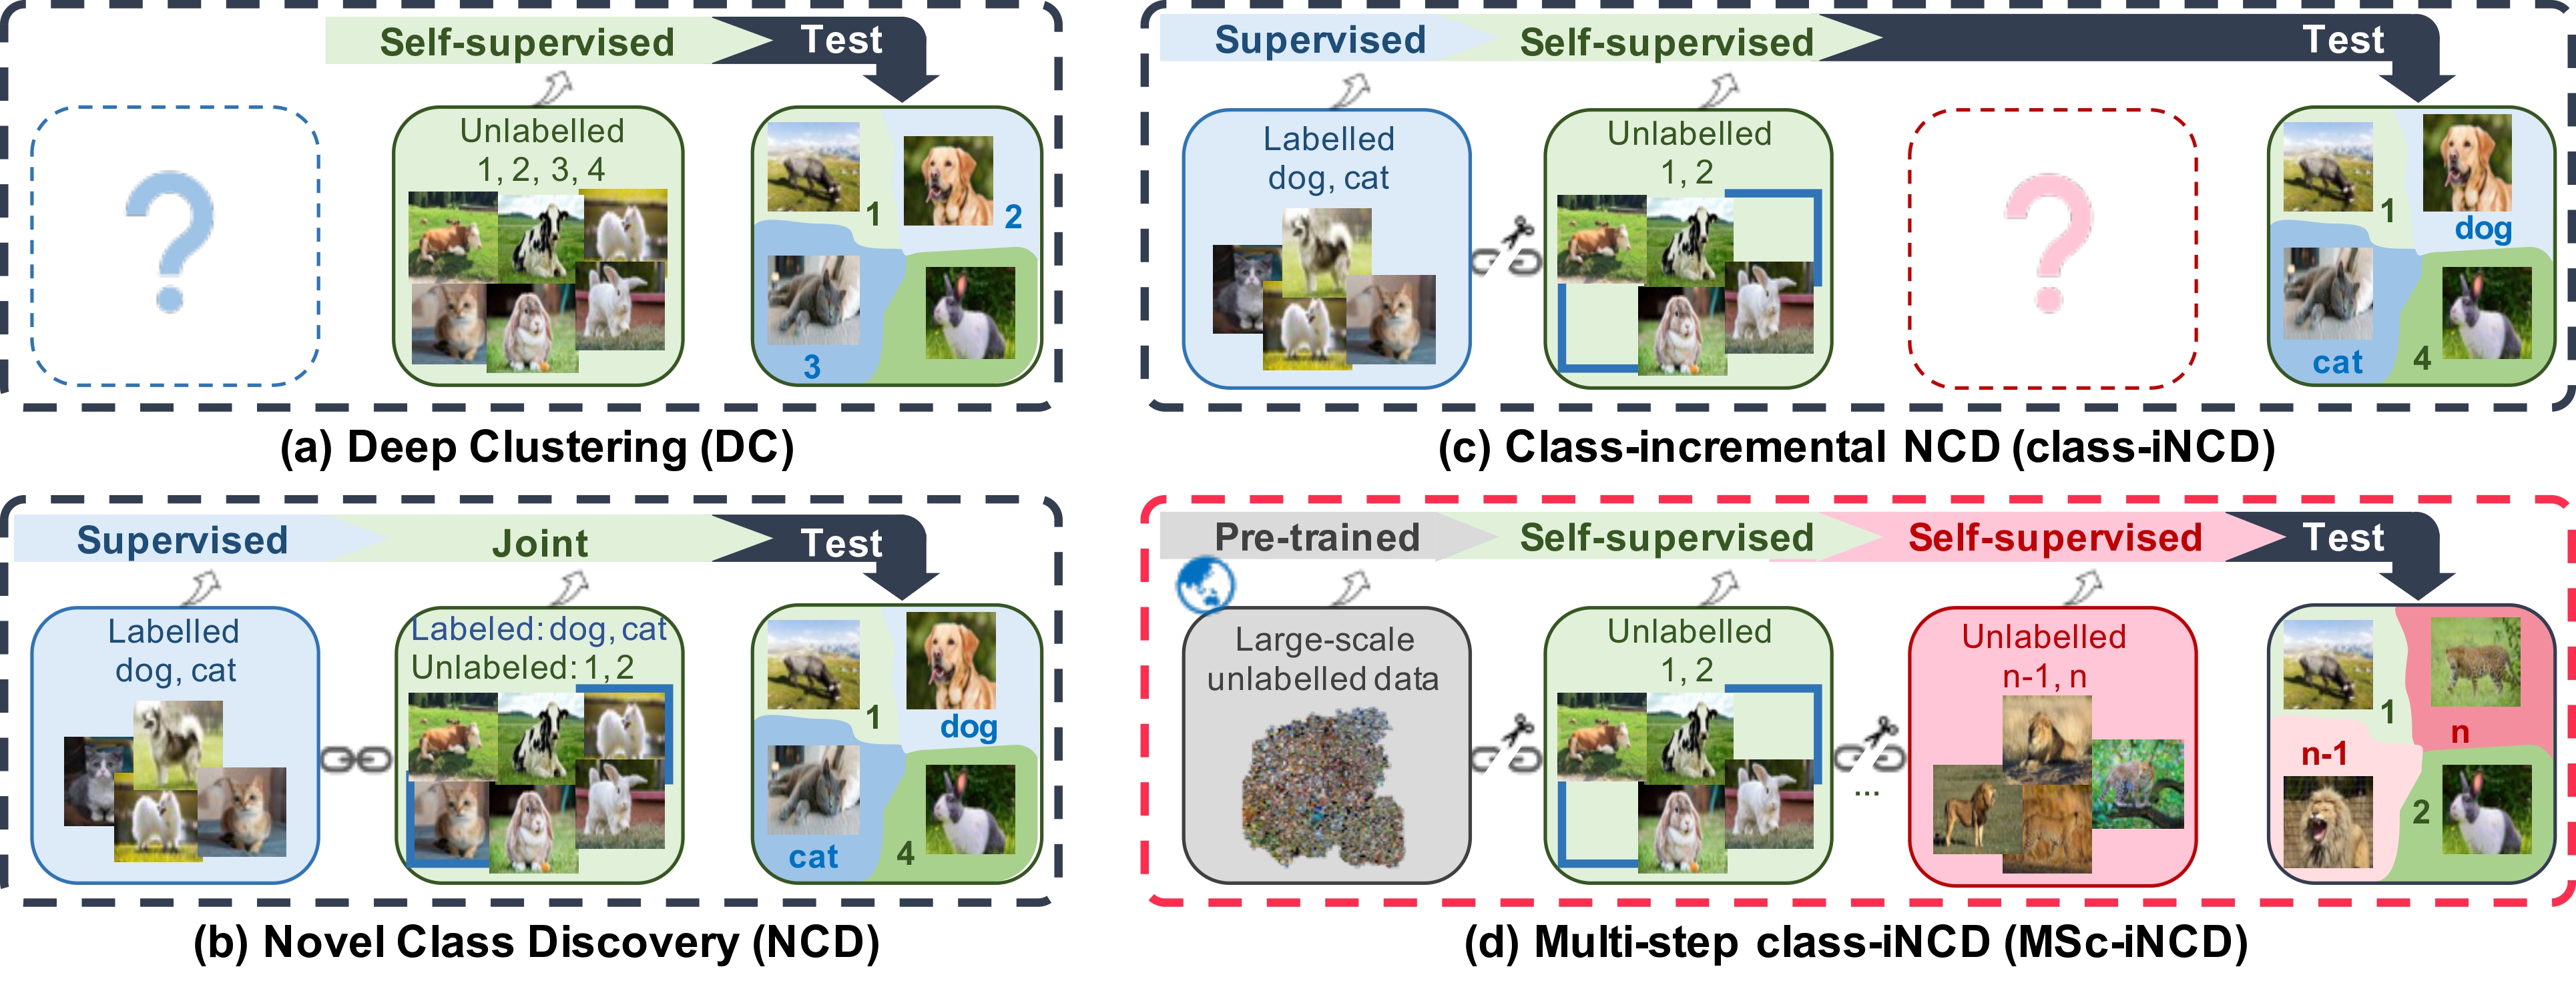 Self-supervised
Test
?
Unlabelled
1, 2, 3, 4
1
2
3
(a) Deep Clustering (DC)
Supervised
Joint
Test
Labelled
dog, cat
Labeled: dog, cat
Unlabeled: 1, 2
1
dog
cat
4
(b) Novel Class Discovery (NCD)
Supervised
Self-supervised
Test
Labelled
dog, cat
Unlabelled
1, 2
?
1
dog
cat
4
(c) Class-incremental NCD (class-iNCD)
Pre-trained
Self-supervised
Self-supervised
Test
Large-scale
unlabelled data
Unlabelled
1, 2
...
Unlabelled
n-1, n
1
n
n-1
2
(d) Multi-step class-iNCD (MSc-iNCD)